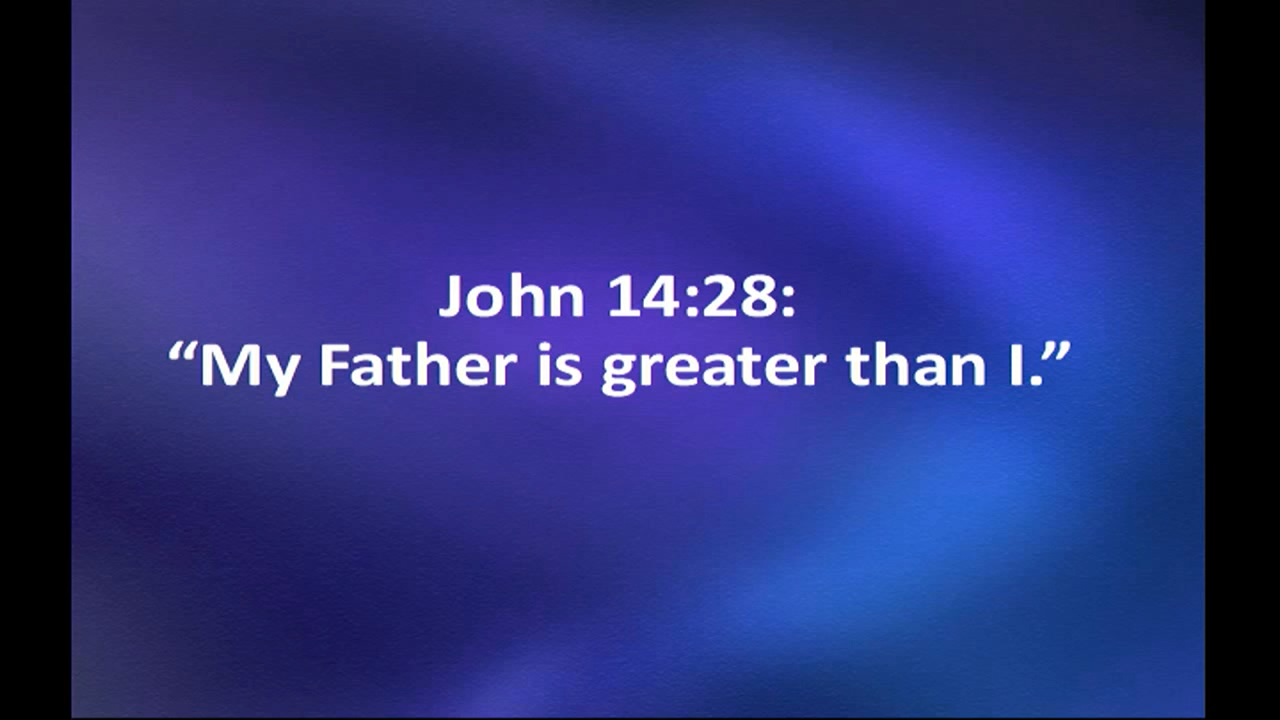 John 14:28:
“My Father is greater than I.”